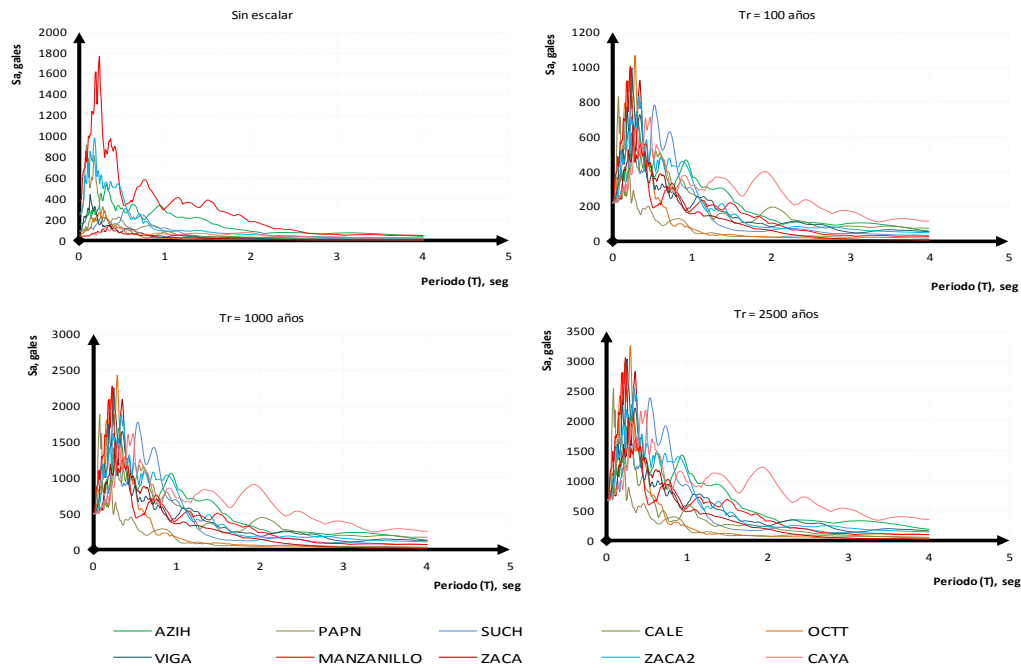 Sin escalar
Sa, gales
2000
1800
1600
1400
1200
1000
800
600
400
200
0
0 1 2 3 4 5
Periodo (T), seg
Tr = 100 años
Sa, gales
1200
1000
800
600
400
200
0
0 1 2 3 4 5
Periodo (T), seg
Tr = 1000 años
Sa, gales
3000
2500
2000
1500
1000
500
0
0 1 2 3 4 5
Periodo (T), seg
Tr = 2500 años
Sa, gales
3500
3000
2500
2000
1500
1000
500
0
0 1 2 3 4 5
Periodo (T), seg
AZIH PAPN SUCH CALE OCTT
VIGA MANZANILLO ZACA ZACA2 CAYA